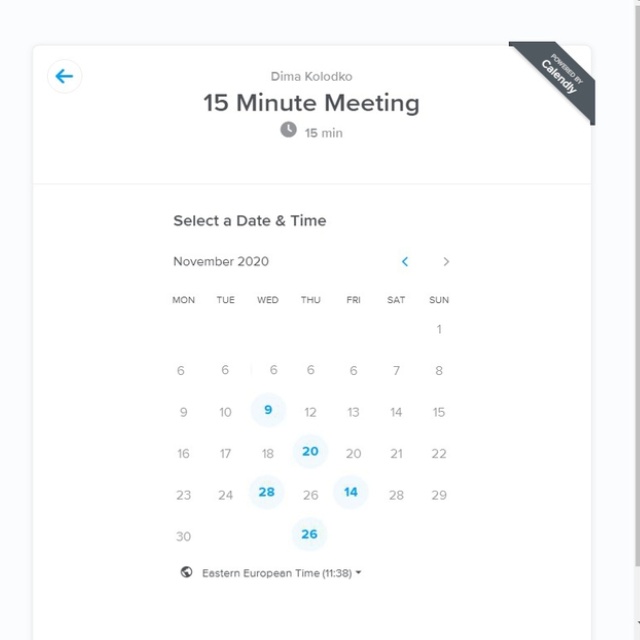 POWERED BY
Calendly
Dima Kolodko
15 Minute Meeting
15 min
Select a Date & Time
November 2020
MON TUE WED THU FRI SAT SUN
1
6 6 6 6 6 7 8
9 10 9 12 13 14 15
16 17 18 20 20 21 22
23 24 28 26 14 28 29
30 26
Eastern European Time (11:38)